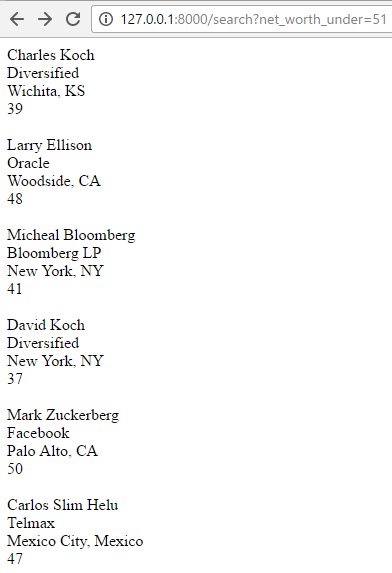 127.0.0.1:8000/search?net_worth_under=51
Charles Koch
Diversified
Wichita, KS
39
Larry Ellison
Oracle
Woodside, CA
48
Micheal Bloomberg
Bloomberg LP
New York, NY
41
David Koch
Diversified
New York, NY
37
Mark Zuckerberg
Facebook
Palo Alto, CA
50
Carlos Slim Helu
Telmax
Mexico City, Mexico
47